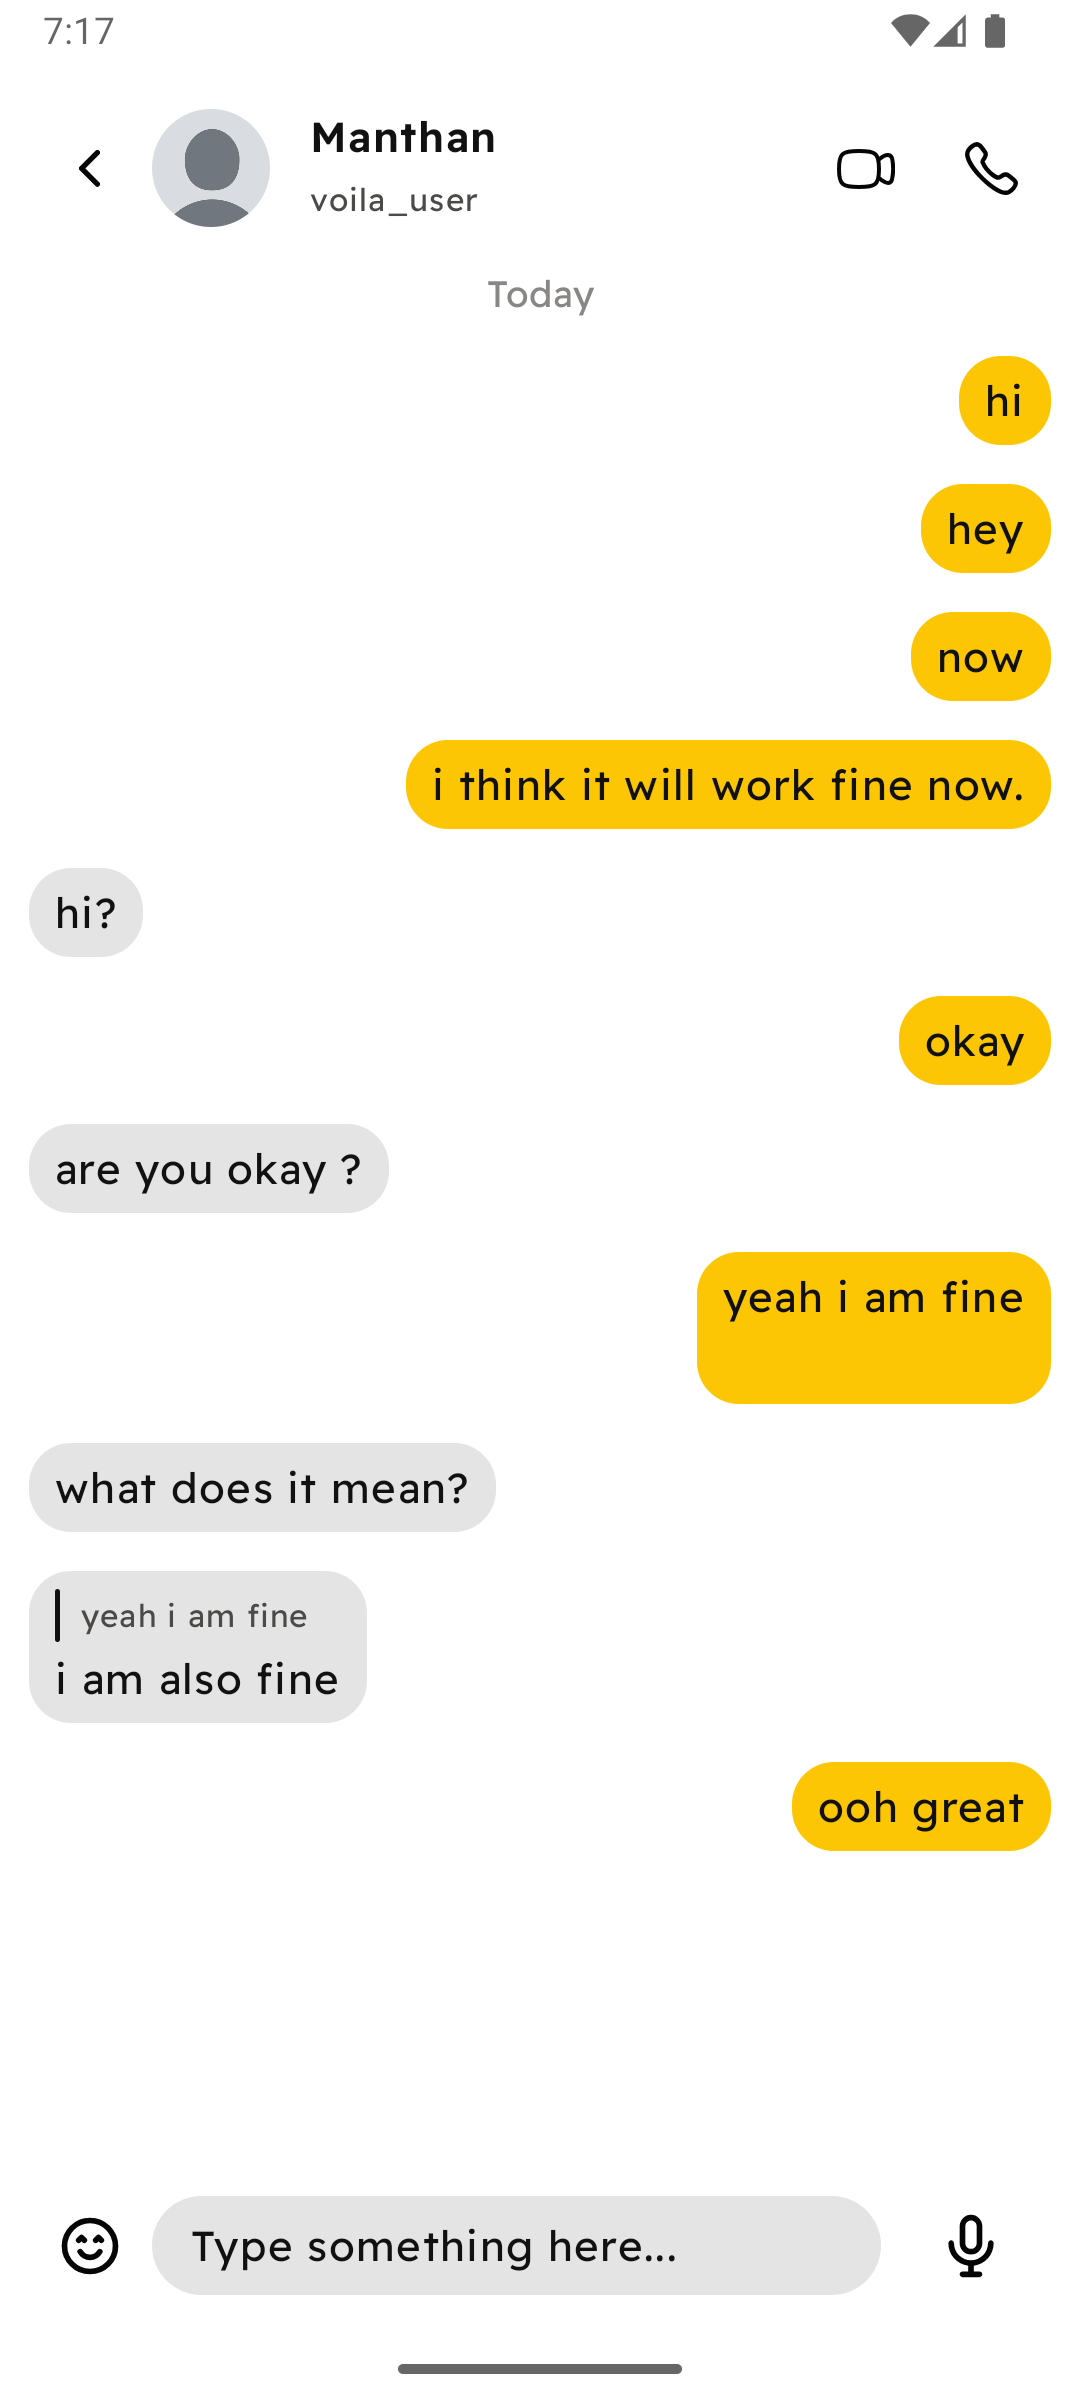 7:17
Manthan
voila_user
Today
hi
hey
now
i think it will work fine now.
hi?
okay
are you okay ?
yeah i am fine
what does it mean?
yeah i am fine
i am also fine
ooh great
Type something here...